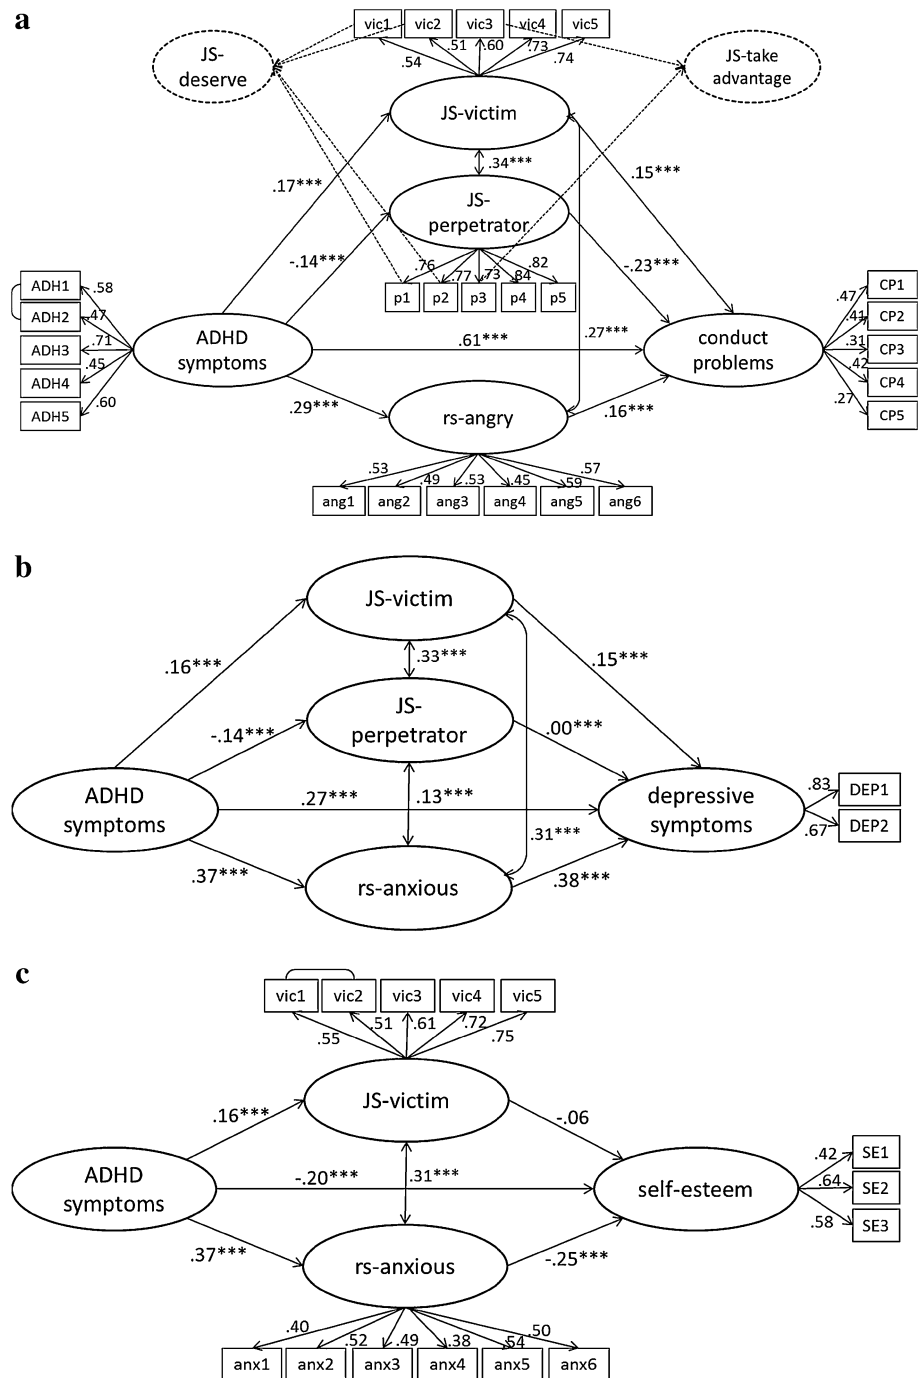 a
vic1 vic2 vic3 vic4 vic5
JS-
deserve
JS-take
advantage
.54 .51 .60 .73 .74
JS-victim
.34***
.17***
.15***
JS-
perpetrator
-.14***
-.23***
.76 .77 .73 .84 .82
p1 p2 p3 p4 p5
ADH1
ADH2
ADH3
ADH4
ADH5
.58
.47
.71
.45
.60
ADHD
symptoms
.61***
.27***
conduct
problems
.47
.41
.31
.42
.27
CP1
CP2
CP3
CP4
CP5
.29***
rs-angry
.16***
.53 .49 .53 .45 .59 .57
ang1 ang2 ang3 ang4 ang5 ang6
b
JS-victim
.16***
.33***
.15***
-.14***
JS-
perpetrator
.00***
ADHD
symptoms
.27***
.13***
.31***
depressive
symptoms
.83
.67
DEP1
DEP2
.37***
rs-anxious
.38***
c
vic1 vic2 vic3 vic4 vic5
.55 .51 .61 .72 .75
JS-victim
.16***
-.06
ADHD
symptoms
-.20***
.31***
self-esteem
.42
.64
.58
SE1
SE2
SE3
.37***
rs-anxious
-.25***
.40 .52 .49 .38 .54 .50
anx1 anx2 anx3 anx4 anx5 anx6